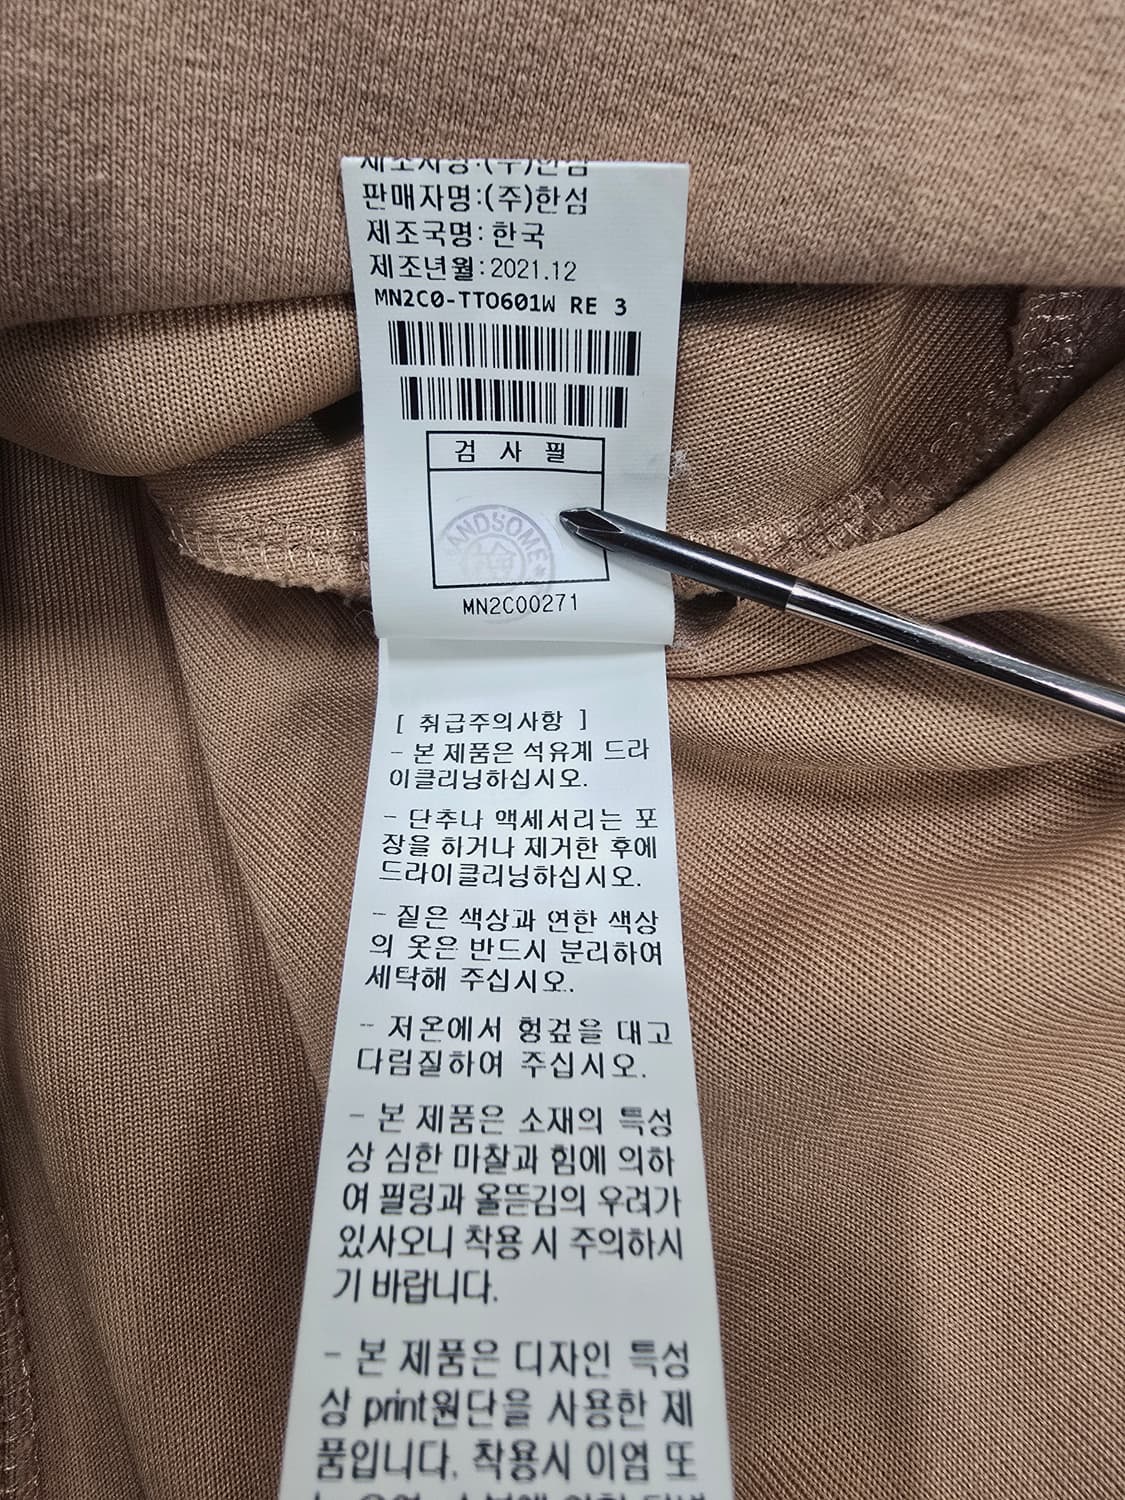 제조자명:(주)한섬
판매자명:(주)한섬
제조국명:한국
제조년월:2021.12
MN2C0-TTO601W RE 3
검 사 필
HANDSOME
MN2C00271
[ 취급주의사항 ]
- 본 제품은 석유계 드라
이클리닝하십시오.
- 단추나 액세서리는 포
장을 하거나 제거한 후에
드라이클리닝하십시오.
- 짙은 색상과 연한 색상
의 옷은 반드시 분리하여
세탁해 주십시오.
- 저온에서 헝겊을 대고
다림질하여 주십시오.
- 본 제품은 소재의 특성
상 심한 마찰과 힘에 의하
여 필링과 올뜯김의 우려가
있사오니 착용 시 주의하시
기 바랍니다.
- 본 제품은 디자인 특성
상 print원단을 사용한 제
품입니다. 착용시 이염 또